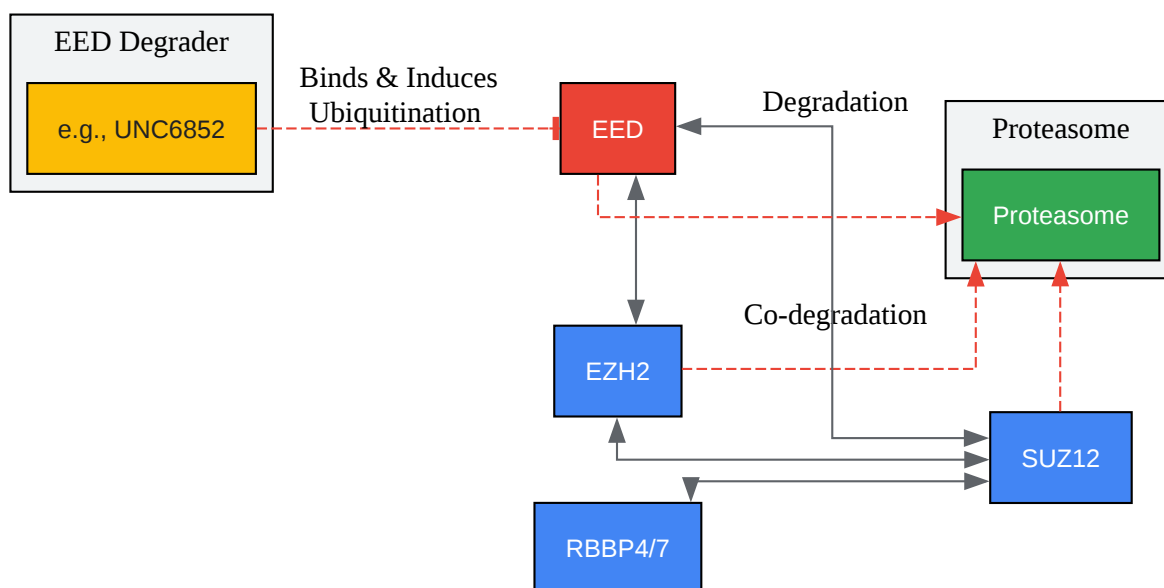 EED Degrader
e.g., UNC6852
Binds & Induces
Ubiquitination
EED
Degradation
Proteasome
Proteasome
Co-degradation
EZH2
SUZ12
RBBP4/7